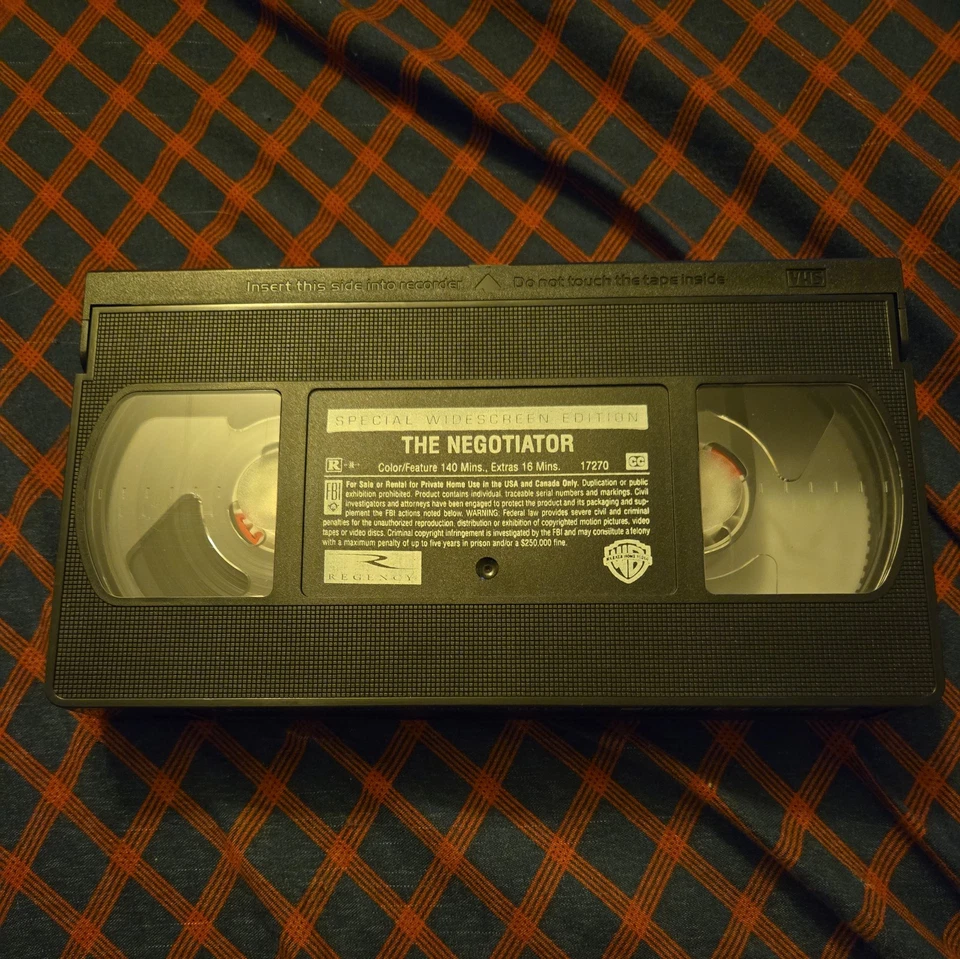 Insert this side into recorder Do not touch the tape inside VHS
SPECIAL WIDESCREEN EDITION
THE NEGOTIATOR
R Color/Feature 140 Mins., Extras 16 Mins. 17270 CC
FBI For Sale or Rental for Private Home Use in the USA and Canada Only. Duplication or public
exhibition prohibited. Product contains individual, traceable serial numbers and markings. Civil
investigators and attorneys have been engaged to protect the product and its packaging and sup-
plement the FBI actions noted below. WARNING: Federal law provides severe civil and criminal
penalties for the unauthorized reproduction, distribution or exhibition of copyrighted motion pictures, video
tapes or video discs. Criminal copyright infringement is investigated by the FBI and may constitute a felony
with a maximum penalty of up to five years in prison and/or a $250,000 fine.
R
REGENCY
WB
WARNER HOME VIDEO